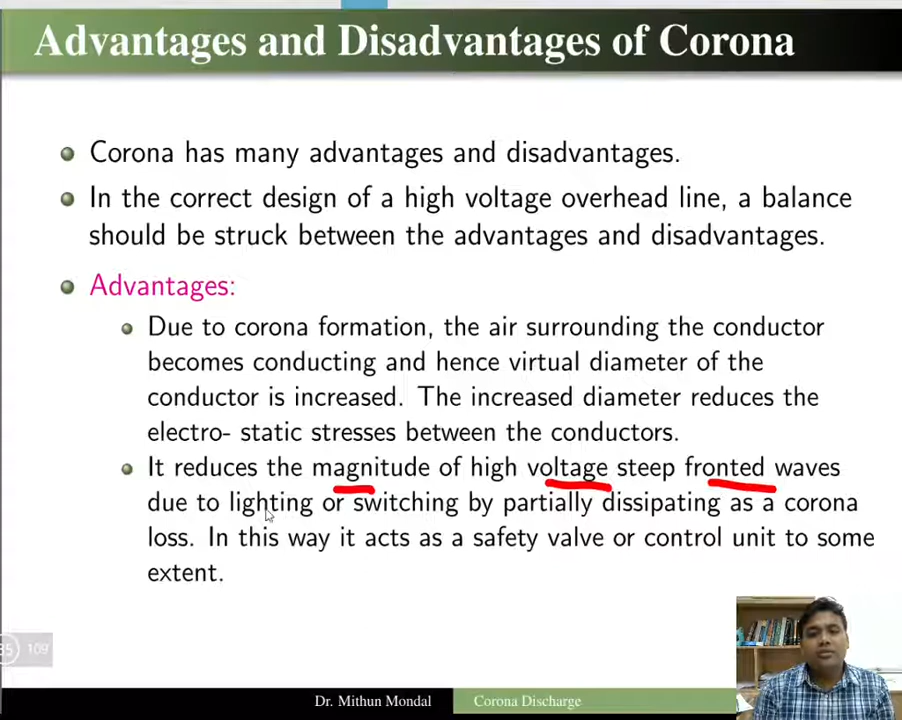 Advantages and Disadvantages of Corona
Corona has many advantages and disadvantages.
In the correct design of a high voltage overhead line, a balance
should be struck between the advantages and disadvantages.
Advantages:
Due to corona formation, the air surrounding the conductor
becomes conducting and hence virtual diameter of the
conductor is increased. The increased diameter reduces the
electro- static stresses between the conductors.
It reduces the magnitude of high voltage steep fronted waves
due to lighting or switching by partially dissipating as a corona
loss. In this way it acts as a safety valve or control unit to some
extent.
109
Dr. Mithun Mondal
Corona Discharge